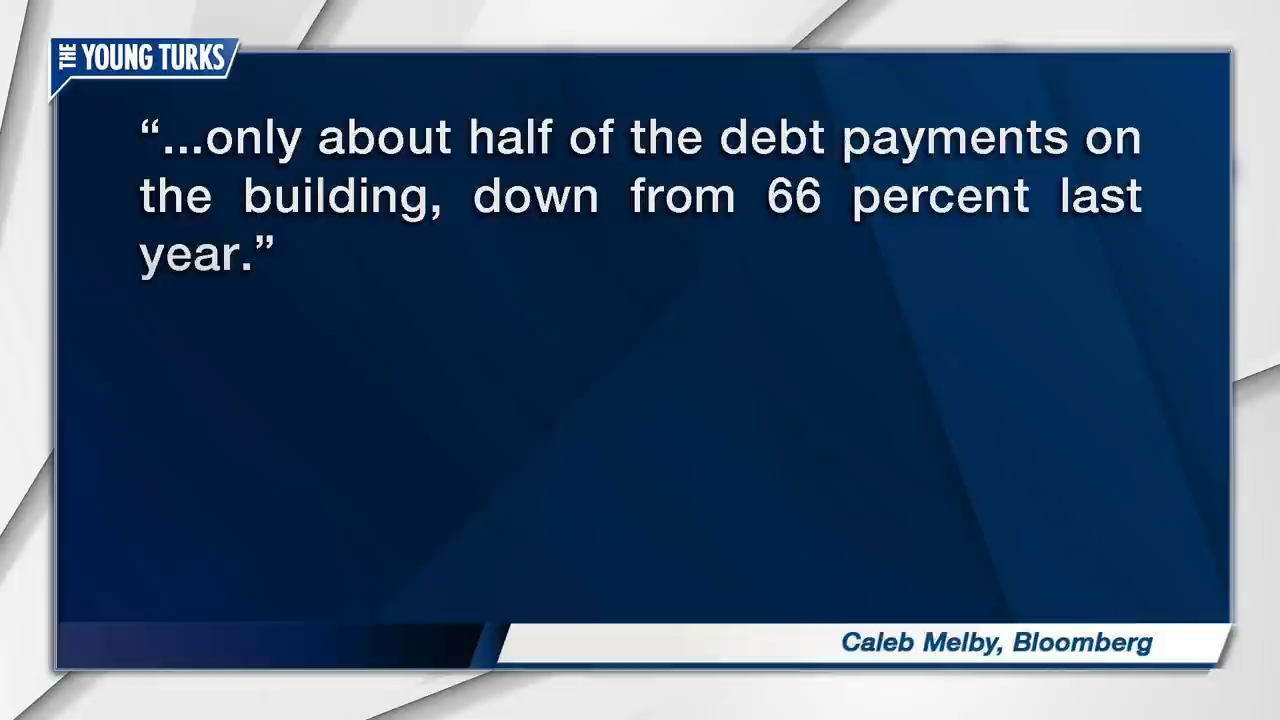 THE YOUNG TURKS
“...only about half of the debt payments on
the building, down from 66 percent last
year.”
Caleb Melby, Bloomberg